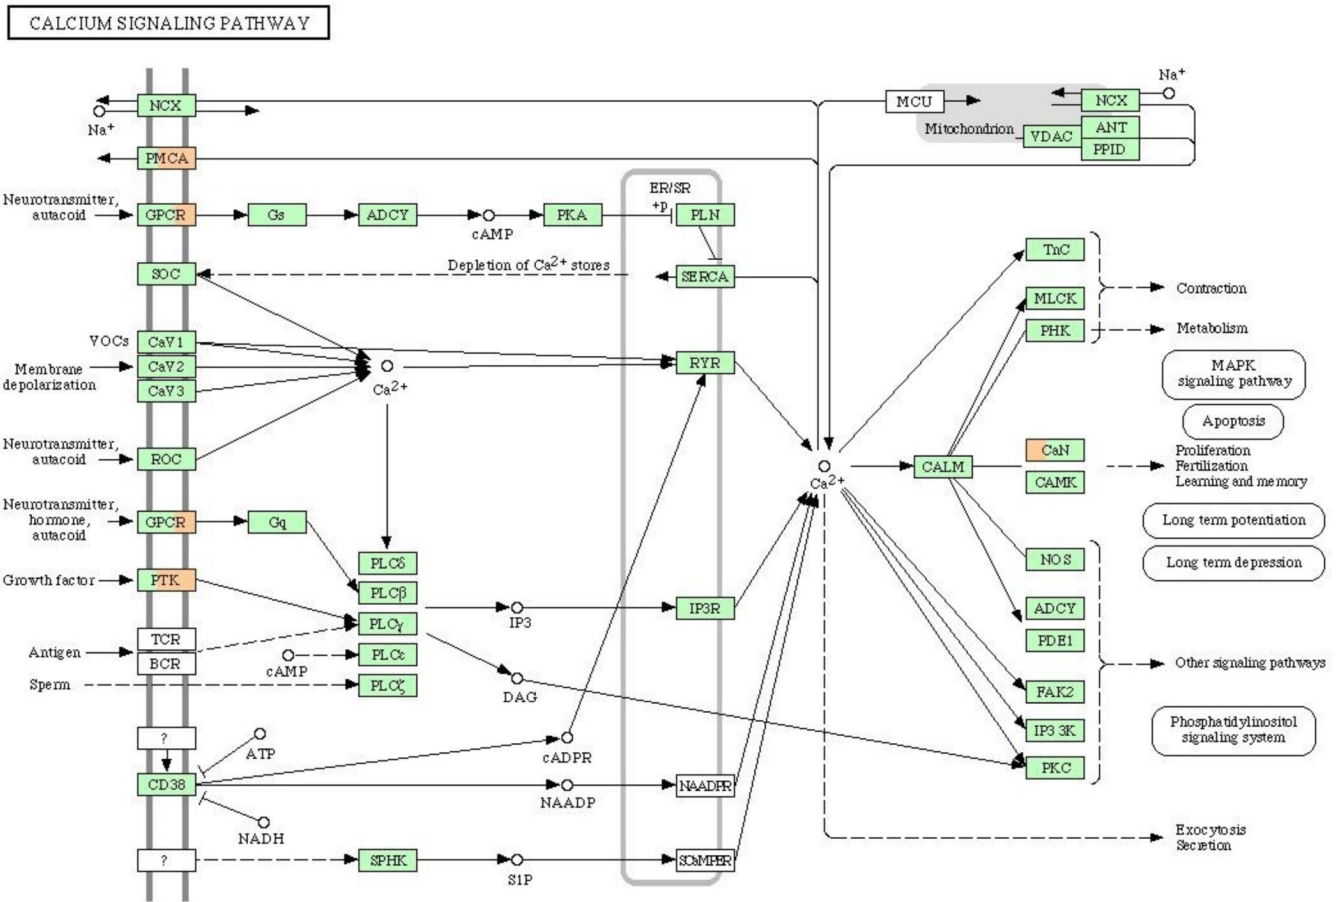 CALCIUM SIGNALING PATHWAY
NCX
Na+
PMCA
MCU
Mitochondrion
Na+
NCX
VDAC
ANT
PPID
Neurotransmitter,
autacoid
GPCR
Gs
ADCY
cAMP
PKA
ER/SR
+p
PLN
SOC
Depletion of Ca2+ stores
SERCA
TnC
MLCK
PHK
Contraction
Metabolism
VOCs
CaV1
CaV2
CaV3
Membrane
depolarization
Ca2+
RYR
MAPK
signaling pathway
Apoptosis
Neurotransmitter,
autacoid
ROC
Ca2+
CALM
CaN
CAMK
Proliferation
Fertilization
Learning and memory
Neurotransmitter,
hormone,
autacoid
GPCR
Gq
Long term potentiation
Long term depression
Growth factor
PTK
PLCδ
PLCβ
PLCγ
PLCε
PLCζ
IP3
IP3R
NOS
ADCY
PDE1
Antigen
TCR
BCR
cAMP
Sperm
DAG
FAK2
IP3 3K
PKC
Other signaling pathways
Phosphatidylinositol
signaling system
?
ATP
CD38
cADPR
NAADP
NAADPR
NADH
?
SPHK
S1P
SCaMPER
Exocytosis
Secretion